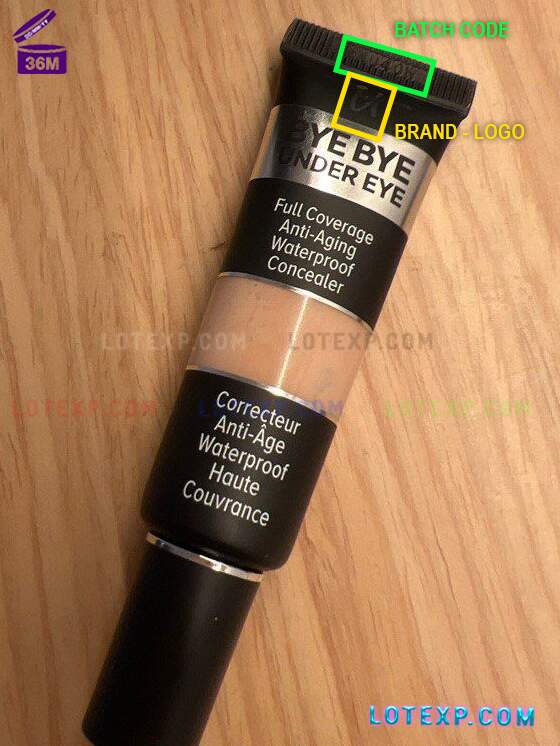 36M
BATCH CODE
BRAND - LOGO
BYE BYE
UNDER EYE
Full Coverage
Anti-Aging
Waterproof
Concealer
LOTEXP.COM LOTEXP.COM
LOTEXP.COM LOTEXP.COM LOTEXP.COM
Correcteur
Anti-Âge
Waterproof
Haute
Couvrance
LOTEXP.COM